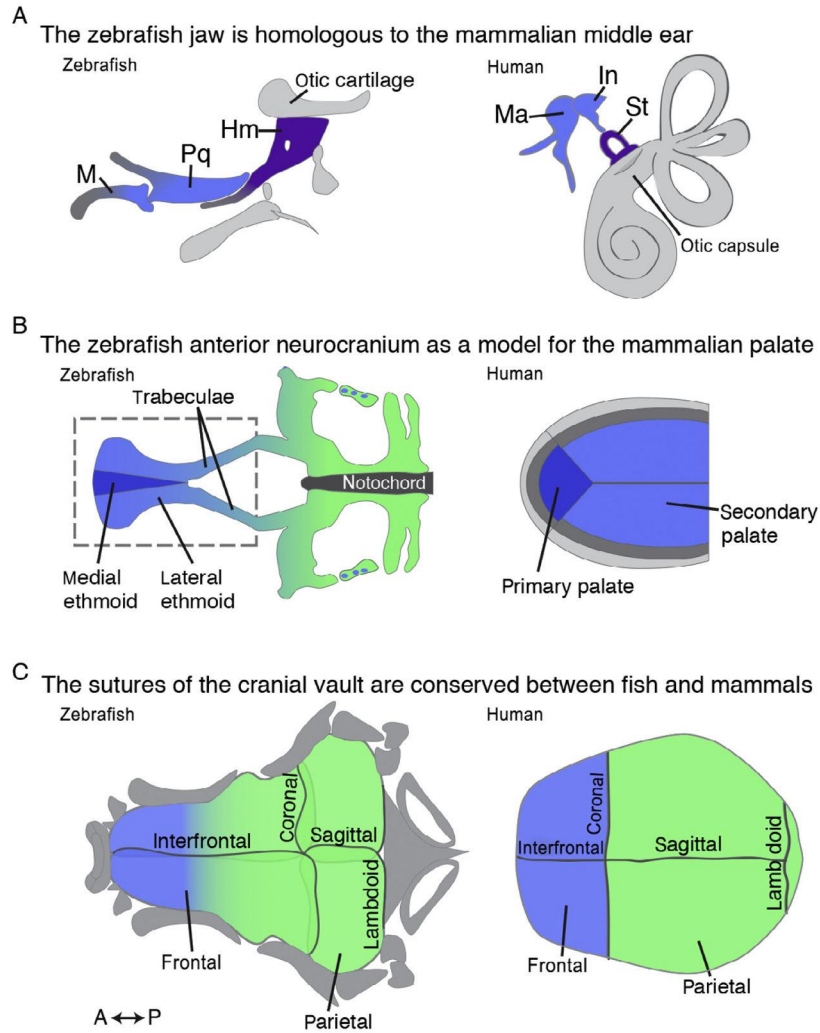 A
The zebrafish jaw is homologous to the mammalian middle ear
Zebrafish
Otic cartilage
Hm
Pq
M
Human
In
Ma
St
Otic capsule
B
The zebrafish anterior neurocranium as a model for the mammalian palate
Zebrafish
Trabeculae
Notochord
Medial
ethmoid
Lateral
ethmoid
Human
Secondary
palate
Primary palate
C
The sutures of the cranial vault are conserved between fish and mammals
Zebrafish
Coronal
Interfrontal
Sagittal
Lambdoid
Frontal
Parietal
A P
Human
Coronal
Interfrontal
Sagittal
Lambdoid
Frontal
Parietal